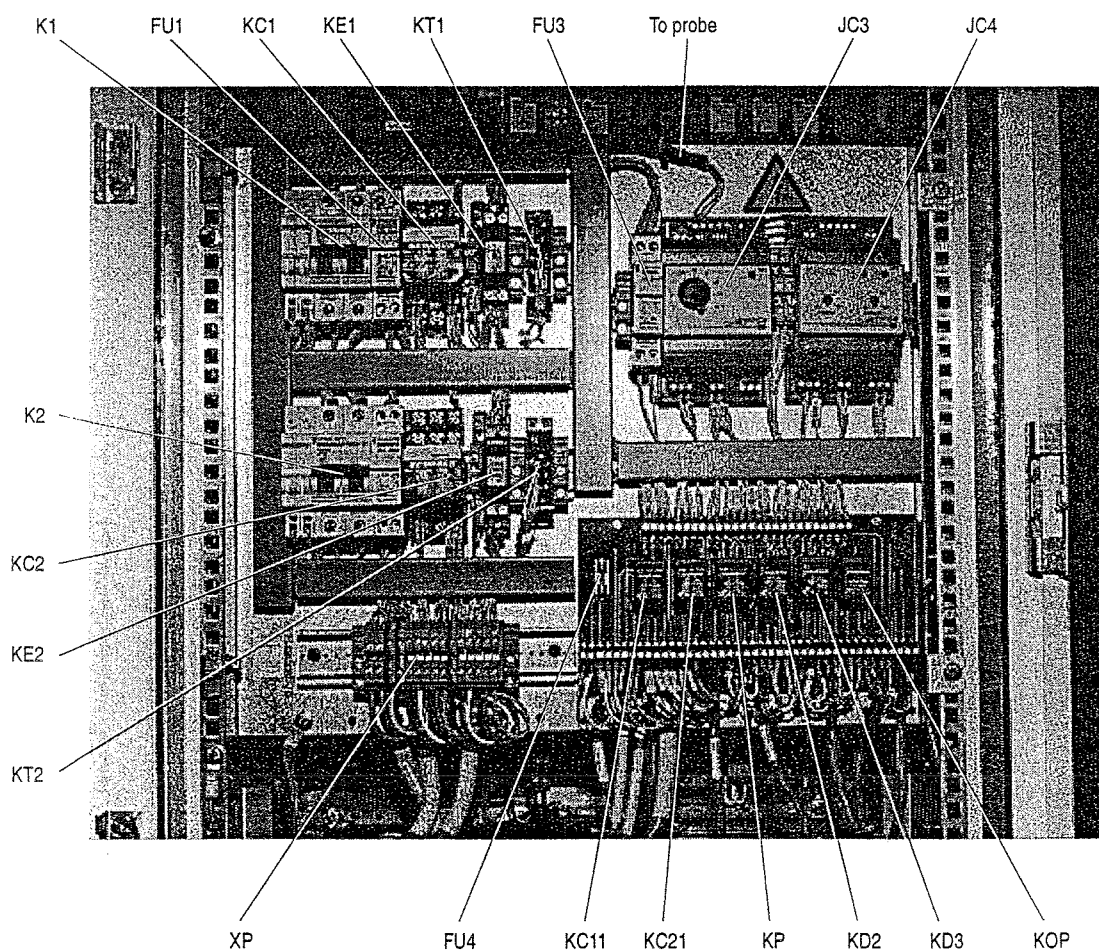 K1 FU1 KC1 KE1 KT1 FU3 To probe JC3 JC4
K2
KC2
KE2
KT2
XP FU4 KC11 KC21 KP KD2 KD3 KOP